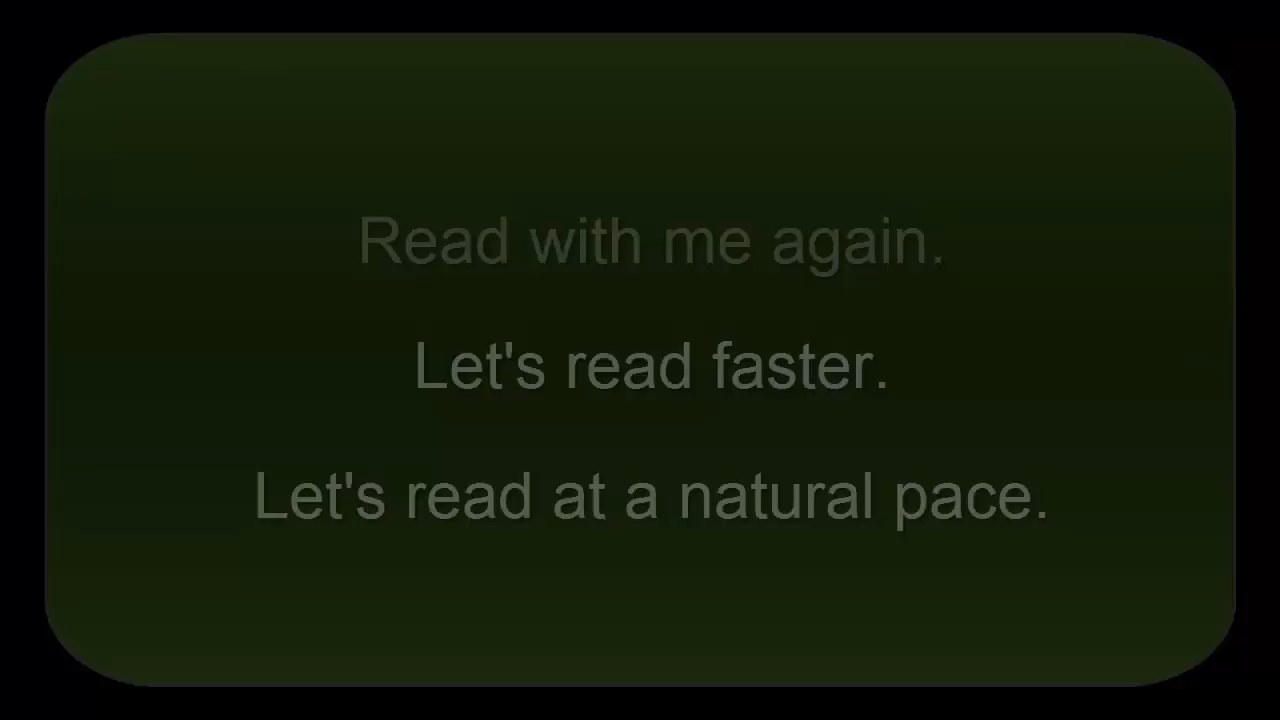 Read with me again.
Let's read faster.
Let's read at a natural pace.